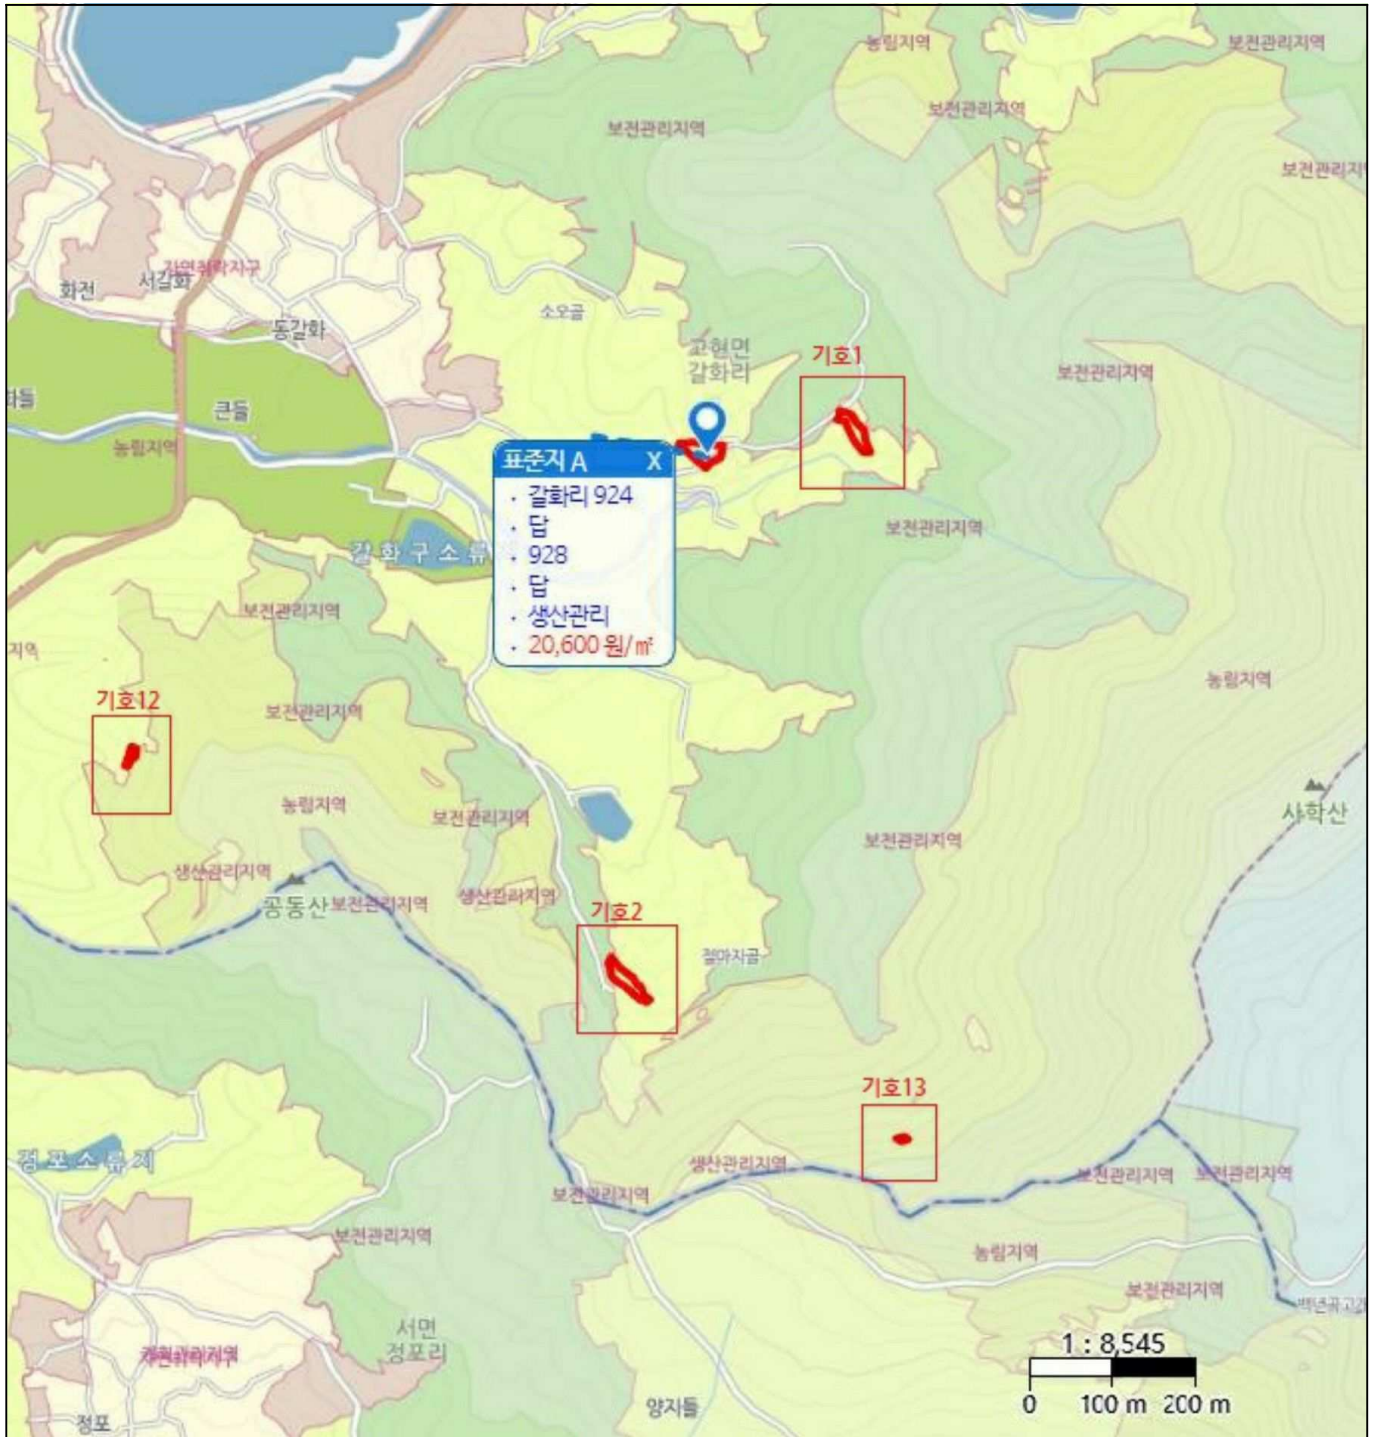 농림지역
보전관리지역
보전관리지역
보전관리지역
보전관리지
자연취락지구
화전
서갈화
동갈화
소오골
고현면
갈화리
기호1
보전관리지역
화들
큰들
농림지역
표준지 A X
· 갈화리 924
· 답
· 928
· 답
· 생산관리
· 20,600 원/㎡
보전관리지역
갈화구소류
보전관리지역
지역
기호12
보전관리지역
농림지역
농림지역
보전관리지역
보전관리지역
사학산
생산관리지역
공동산
보전관리지역
생산관리지역
기호2
절마지골
기호13
정포소류지
생산관리지역
보전관리지역
보전관리지역
보전관리지역
보전관리지역
농림지역
보전관리지역
백년곡고개
서면
정포리
1 : 8,545
0 100 m 200 m
양지들
정포